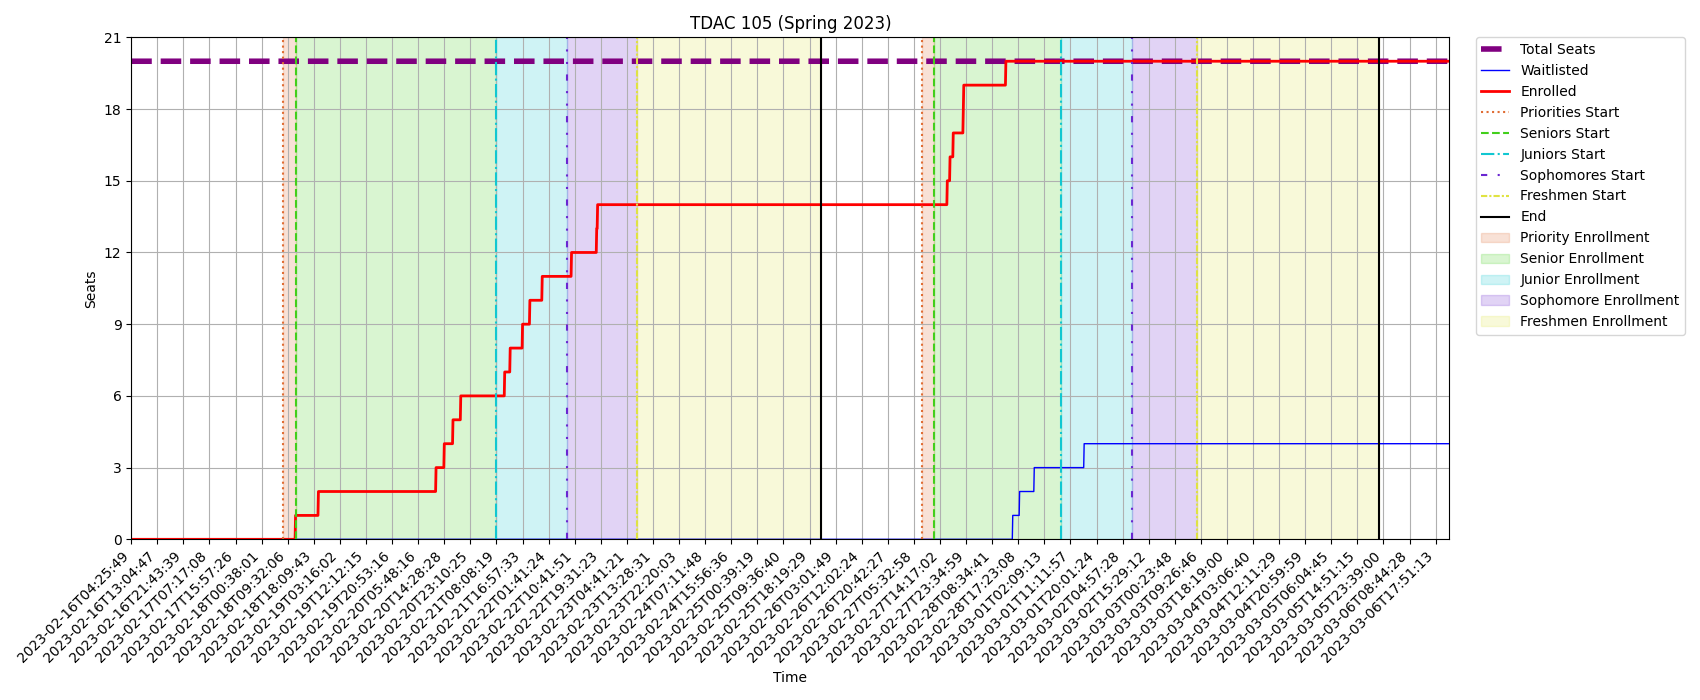 TDAC 105 (Spring 2023)
21
18
15
12
9
6
3
0
Seats
2023-02-16T04:25:49
2023-02-16T13:04:47
2023-02-16T21:43:39
2023-02-17T07:17:08
2023-02-17T15:57:26
2023-02-18T00:38:01
2023-02-18T09:32:06
2023-02-18T18:09:43
2023-02-19T03:16:02
2023-02-19T12:12:15
2023-02-19T20:53:16
2023-02-20T05:48:16
2023-02-20T14:28:28
2023-02-20T23:10:25
2023-02-21T08:08:19
2023-02-21T16:57:33
2023-02-22T01:41:24
2023-02-22T10:41:51
2023-02-22T19:31:23
2023-02-23T04:41:21
2023-02-23T13:28:31
2023-02-23T22:20:03
2023-02-24T07:11:48
2023-02-24T15:56:36
2023-02-25T00:39:19
2023-02-25T09:36:40
2023-02-25T18:19:29
2023-02-26T03:01:49
2023-02-26T12:02:24
2023-02-26T20:42:27
2023-02-27T05:32:58
2023-02-27T14:17:02
2023-02-27T23:34:59
2023-02-28T08:34:41
2023-02-28T17:23:08
2023-03-01T02:09:13
2023-03-01T11:11:57
2023-03-01T20:01:24
2023-03-02T04:57:28
2023-03-02T15:29:12
2023-03-03T00:23:48
2023-03-03T09:26:46
2023-03-03T18:19:00
2023-03-04T03:06:40
2023-03-04T12:11:29
2023-03-04T20:59:59
2023-03-05T06:04:45
2023-03-05T14:51:15
2023-03-05T23:39:00
2023-03-06T08:44:28
2023-03-06T17:51:13
Time
Total Seats
Waitlisted
Enrolled
Priorities Start
Seniors Start
Juniors Start
Sophomores Start
Freshmen Start
End
Priority Enrollment
Senior Enrollment
Junior Enrollment
Sophomore Enrollment
Freshmen Enrollment